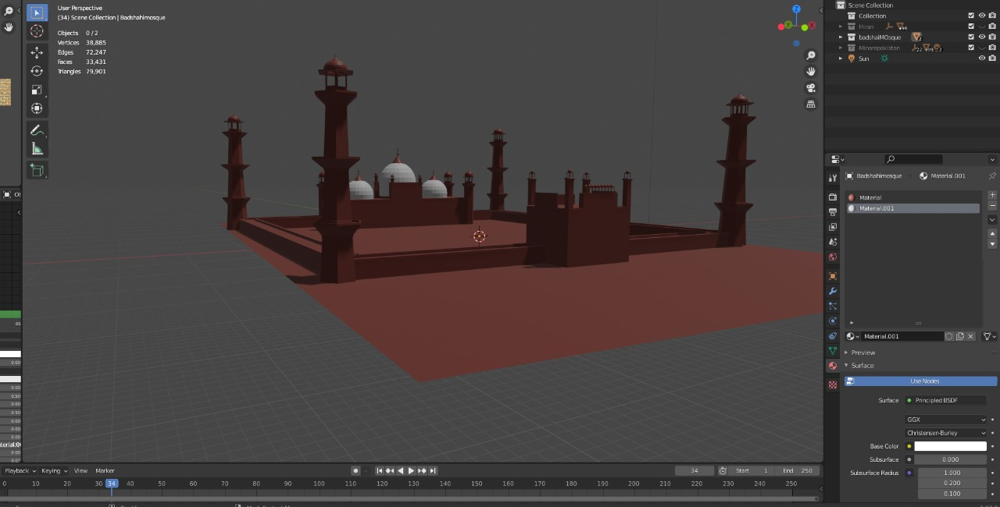 User Perspective
(34) Scene Collection | Badshahimosque
Objects 0 / 2
Vertices 38,885
Edges 72,247
Faces 33,431
Triangles 79,901
Z
Y
X
Scene Collection
Collection
Hiran
badshaiMOsque
Minarepakistan
Sun
Badshahimosque
Material.001
Material
Material.001
Material.001
Preview
Surface
Use Nodes
Surface Principled BSDF
GGX
Christensen-Burley
Base Color
Subsurface 0.000
Subsurface Radius 1.000
0.200
0.100
Playback Keying View Marker
34 Start 1 End 250
0 10 20 30 34 40 50 60 70 80 90 100 110 120 130 140 150 160 170 180 190 200 210 220 230 240 250